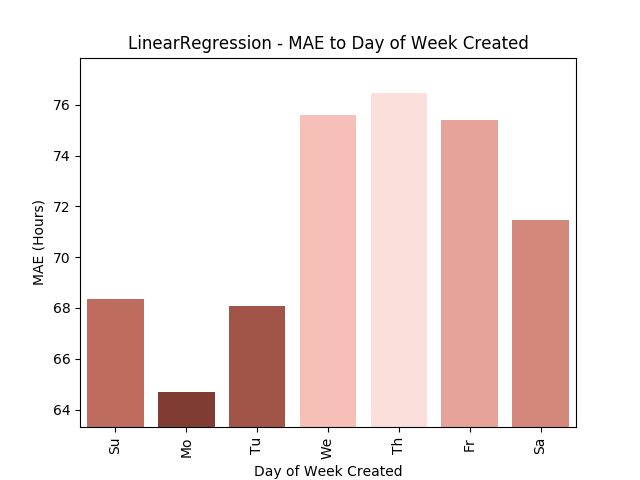 LinearRegression - MAE to Day of Week Created
MAE (Hours)
76
74
72
70
68
66
64
Su
Mo
Tu
We
Th
Fr
Sa
Day of Week Created